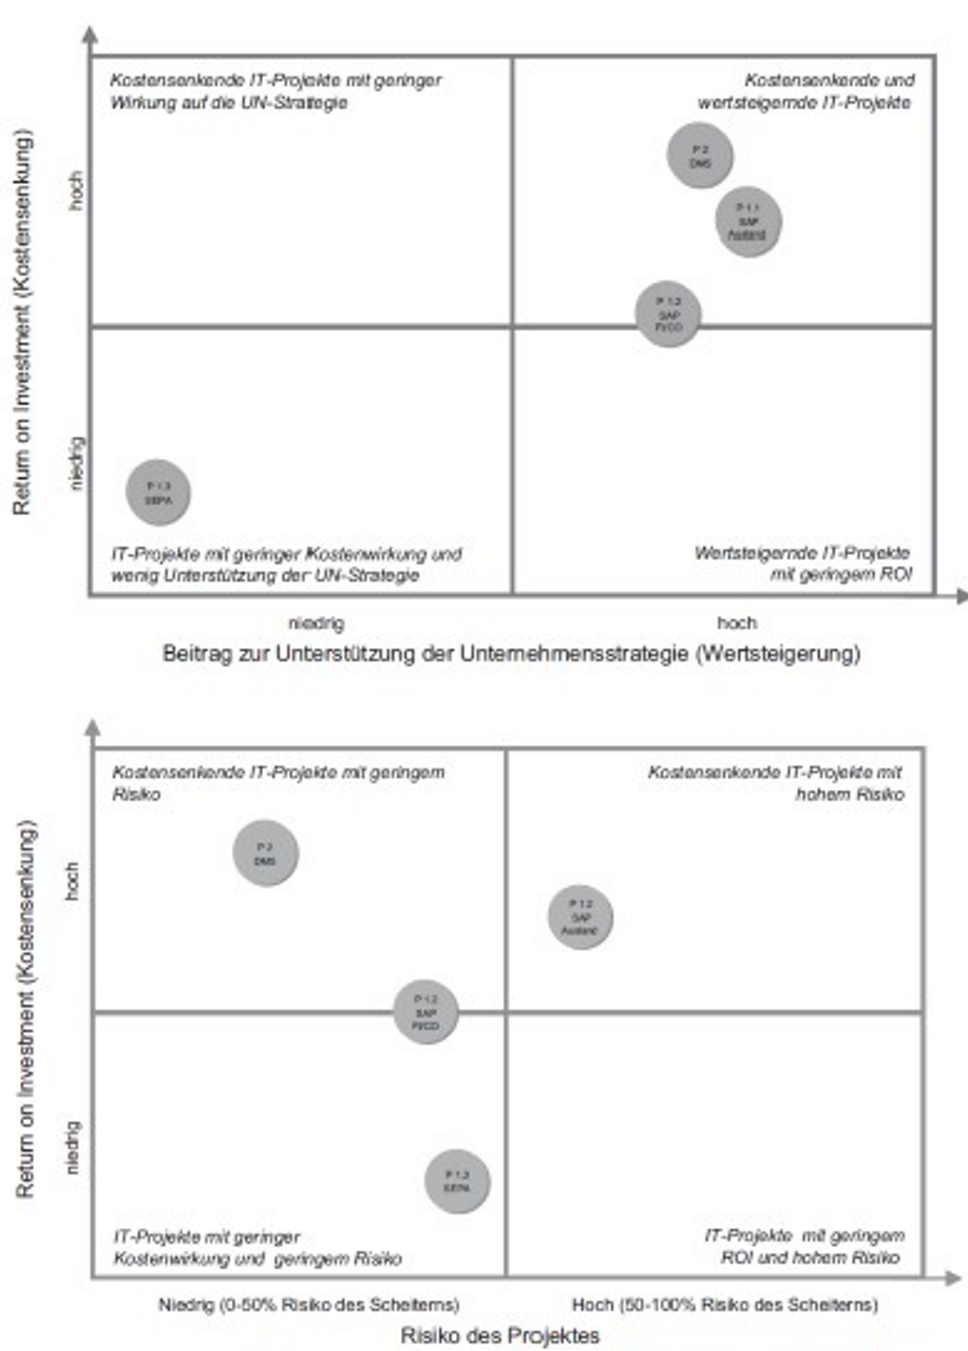 Kostensenkende IT-Projekte mit geringer
Wirkung auf die UN-Strategie
Kostensenkende und
wertsteigernde IT-Projekte
Return on Investment (Kostensenkung)
hoch
niedrig
P 2
DMS
P 1.1
SAP
Ausland
P 1.2
SAP
FI/CO
P 1.3
SEPA
IT-Projekte mit geringer Kostenwirkung und
wenig Unterstützung der UN-Strategie
Wertsteigernde IT-Projekte
mit geringem ROI
niedrig
hoch
Beitrag zur Unterstützung der Unternehmensstrategie (Wertsteigerung)
Kostensenkende IT-Projekte mit geringem
Risiko
Kostensenkende IT-Projekte mit
hohem Risiko
Return on Investment (Kostensenkung)
hoch
niedrig
P 2
DMS
P 1.2
SAP
Ausland
P 1.2
SAP
FI/CO
P 1.2
SEPA
IT-Projekte mit geringer
Kostenwirkung und geringem Risiko
IT-Projekte mit geringem
ROI und hohem Risiko
Niedrig (0-50% Risiko des Scheiterns)
Hoch (50-100% Risiko des Scheiterns)
Risiko des Projektes